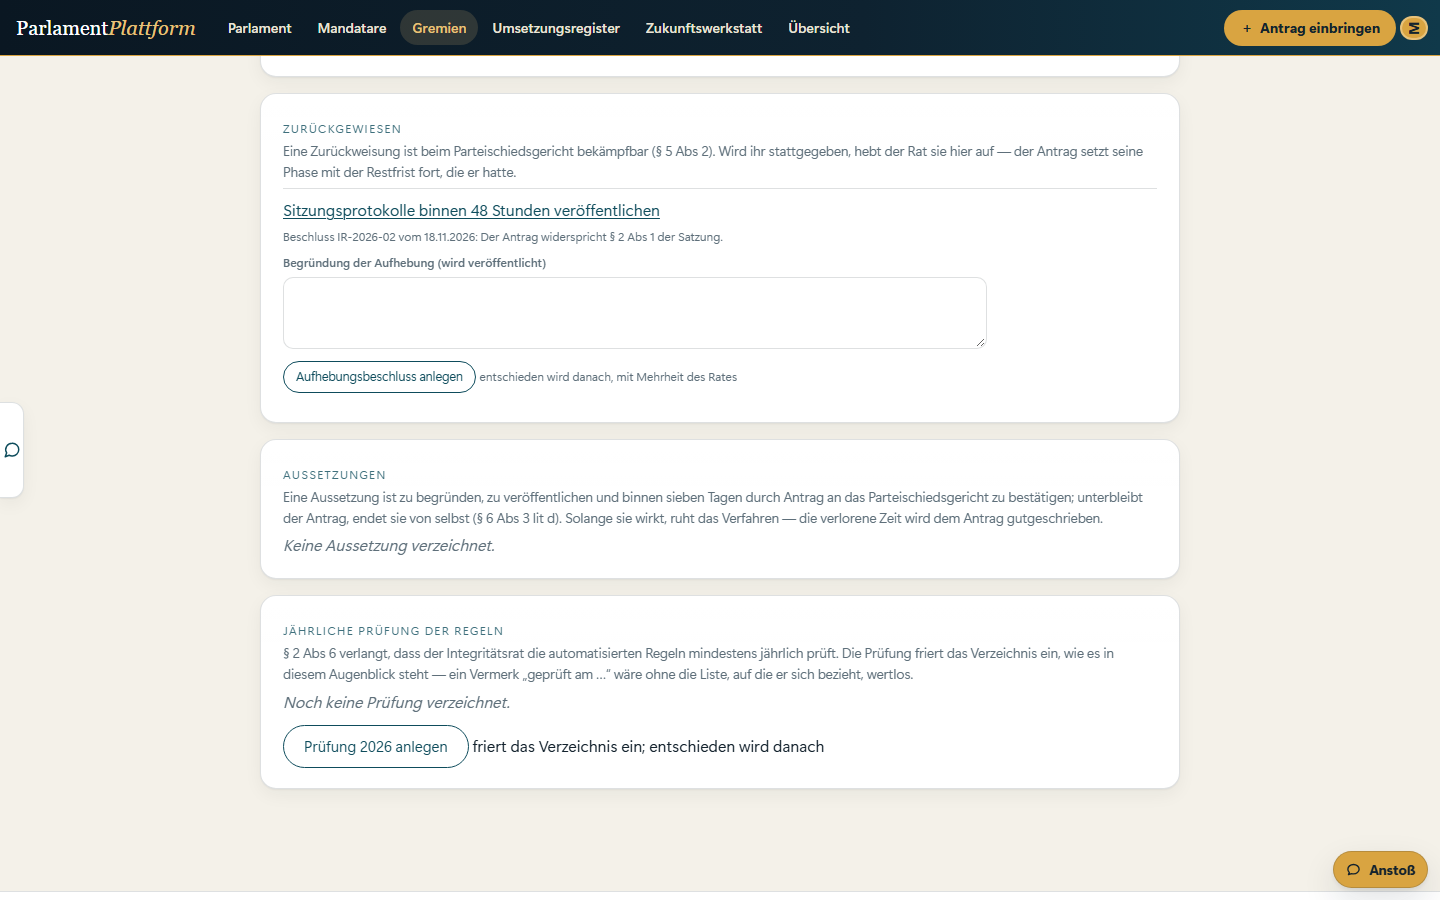 ParlamentPlattform
Parlament
Mandatare
Gremien
Umsetzungsregister
Zukunftswerkstatt
Übersicht
+ Antrag einbringen
M
ZURÜCKGEWIESEN
Eine Zurückweisung ist beim Parteischiedsgericht bekämpfbar (§ 5 Abs 2). Wird ihr stattgegeben, hebt der Rat sie hier auf — der Antrag setzt seine
Phase mit der Restfrist fort, die er hatte.
Sitzungsprotokolle binnen 48 Stunden veröffentlichen
Beschluss IR-2026-02 vom 18.11.2026: Der Antrag widerspricht § 2 Abs 1 der Satzung.
Begründung der Aufhebung (wird veröffentlicht)
Aufhebungsbeschluss anlegen entschieden wird danach, mit Mehrheit des Rates
AUSSETZUNGEN
Eine Aussetzung ist zu begründen, zu veröffentlichen und binnen sieben Tagen durch Antrag an das Parteischiedsgericht zu bestätigen; unterbleibt
der Antrag, endet sie von selbst (§ 6 Abs 3 lit d). Solange sie wirkt, ruht das Verfahren — die verlorene Zeit wird dem Antrag gutgeschrieben.
Keine Aussetzung verzeichnet.
JÄHRLICHE PRÜFUNG DER REGELN
§ 2 Abs 6 verlangt, dass der Integritätsrat die automatisierten Regeln mindestens jährlich prüft. Die Prüfung friert das Verzeichnis ein, wie es in
diesem Augenblick steht — ein Vermerk „geprüft am …“ wäre ohne die Liste, auf die er sich bezieht, wertlos.
Noch keine Prüfung verzeichnet.
Prüfung 2026 anlegen friert das Verzeichnis ein; entschieden wird danach
Anstoß